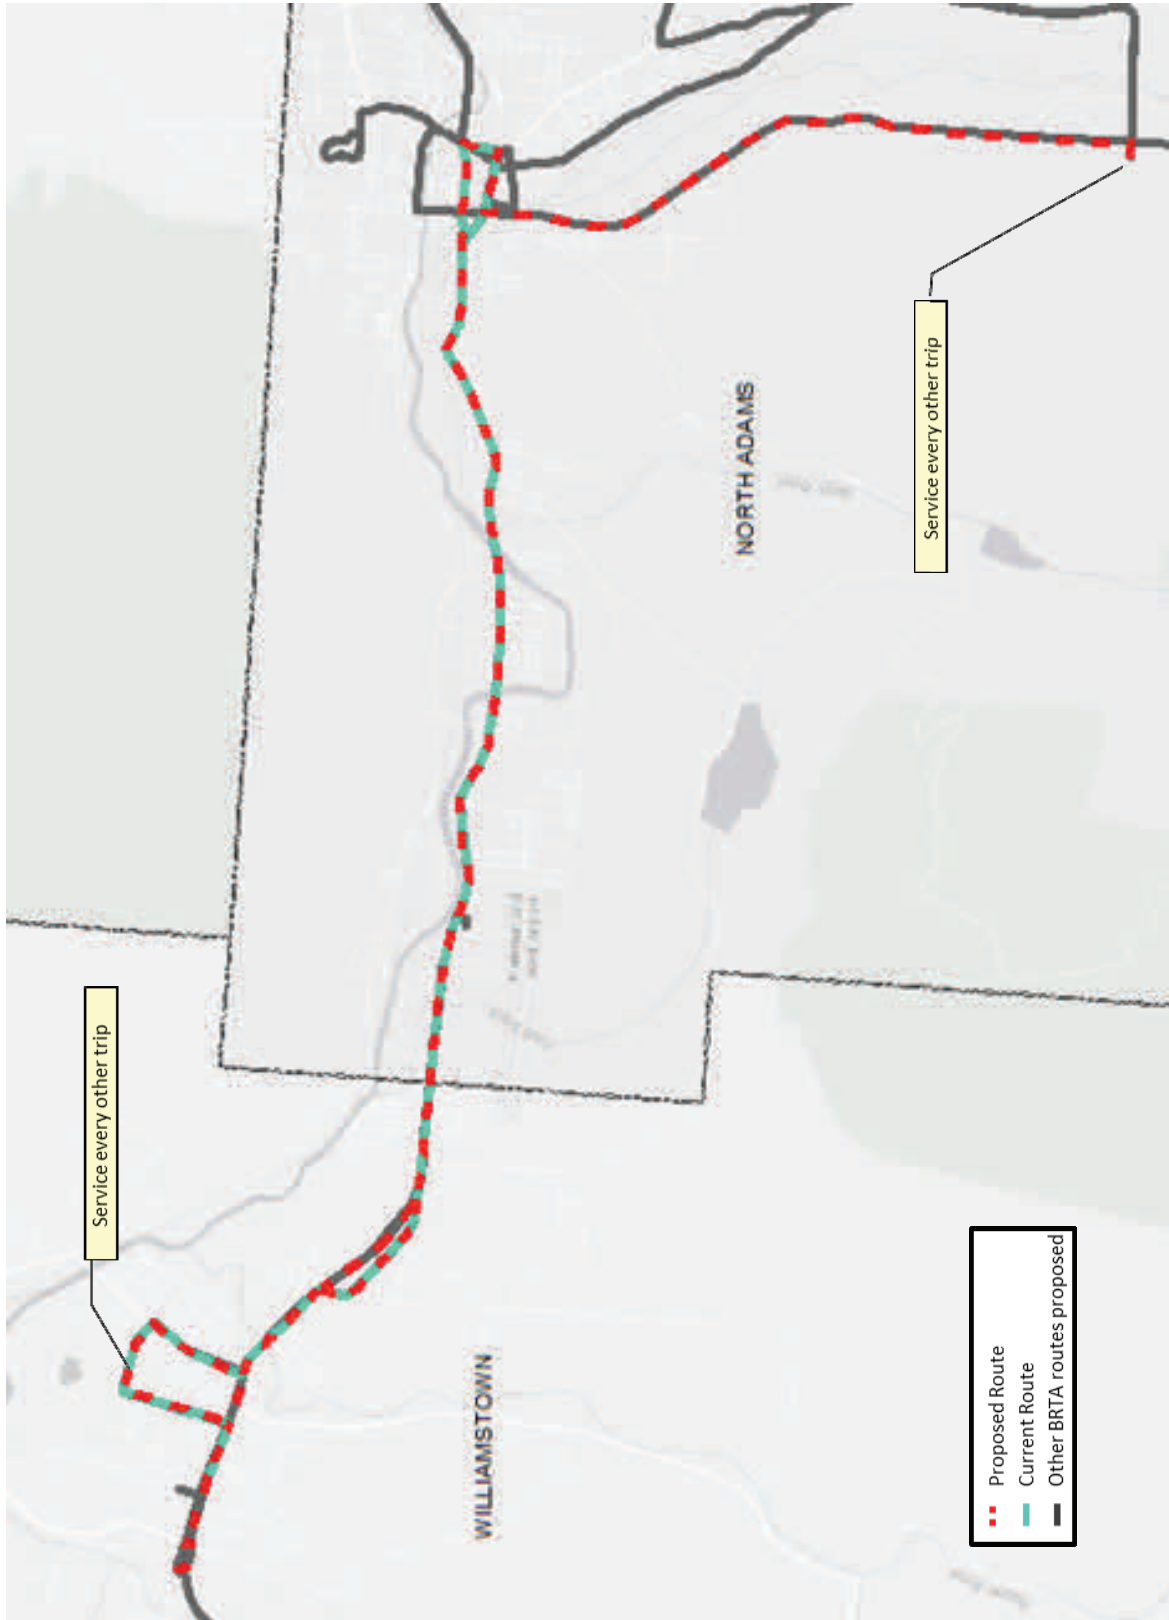 Service every other trip
WILLIAMSTOWN
NORTH ADAMS
Service every other trip
Proposed Route
Current Route
Other BRTA routes proposed